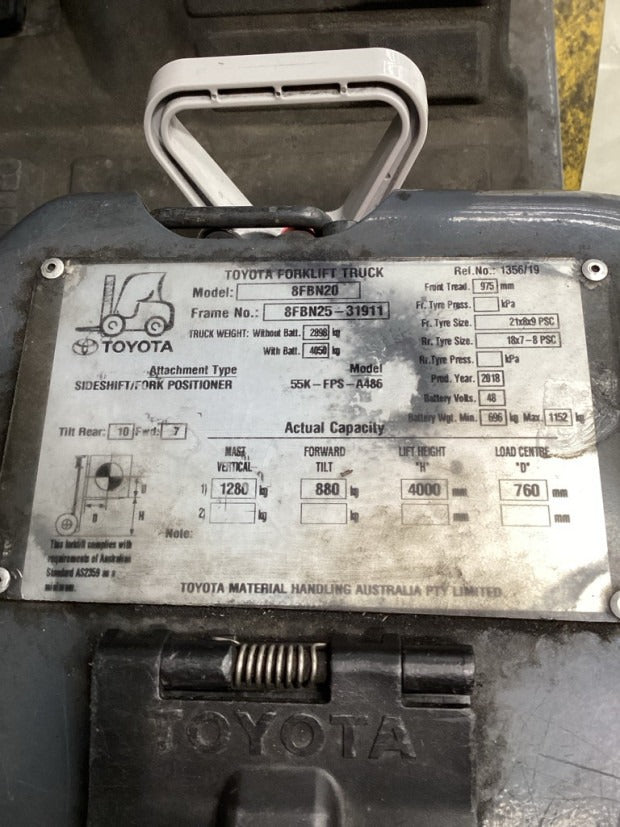 TOYOTA FORKLIFT TRUCK
Ref.No.: 1356/19
Model: 8FBN20
Frame No.: 8FBN25-31911
TRUCK WEIGHT: Without Batt. 2898 kg
With Batt. 4050 kg
TOYOTA
Front Tread. 975 mm
Fr. Tyre Press. kPa
Fr. Tyre Size. 21x8x9 PSC
Rr. Tyre Size. 18x7-8 PSC
Rr.Tyre Press. kPa
Prod. Year. 2018
Battery Volts. 48
Battery Wgt. Min. 696 kg Max. 1152 kg
Attachment Type Model
SIDESHIFT/FORK POSITIONER 55K-FPS-A486
Tilt Rear: 10 Fwd: 7
Actual Capacity
MAST VERTICAL
FORWARD TILT
LIFT HEIGHT "H"
LOAD CENTRE "D"
1) 1280 kg 880 kg 4000 mm 760 mm
2) kg kg mm mm
D
D H
Note:
This forklift complies with
requirements of Australian
Standard AS2359 as a
minimum.
TOYOTA MATERIAL HANDLING AUSTRALIA PTY LIMITED
TOYOTA